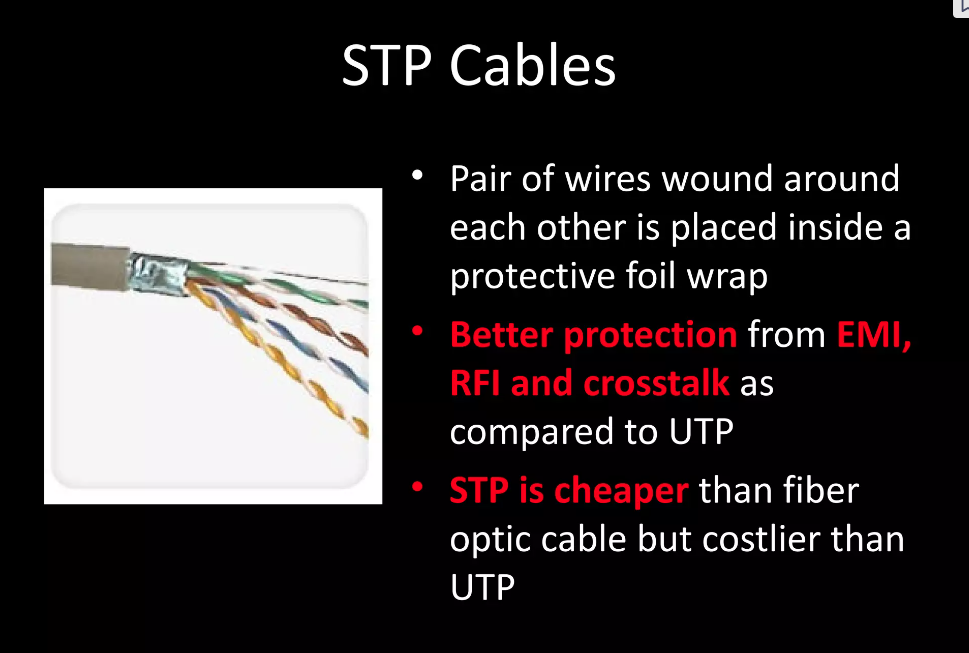 STP Cables
• Pair of wires wound around
each other is placed inside a
protective foil wrap
• Better protection from EMI,
RFI and crosstalk as
compared to UTP
• STP is cheaper than fiber
optic cable but costlier than
UTP